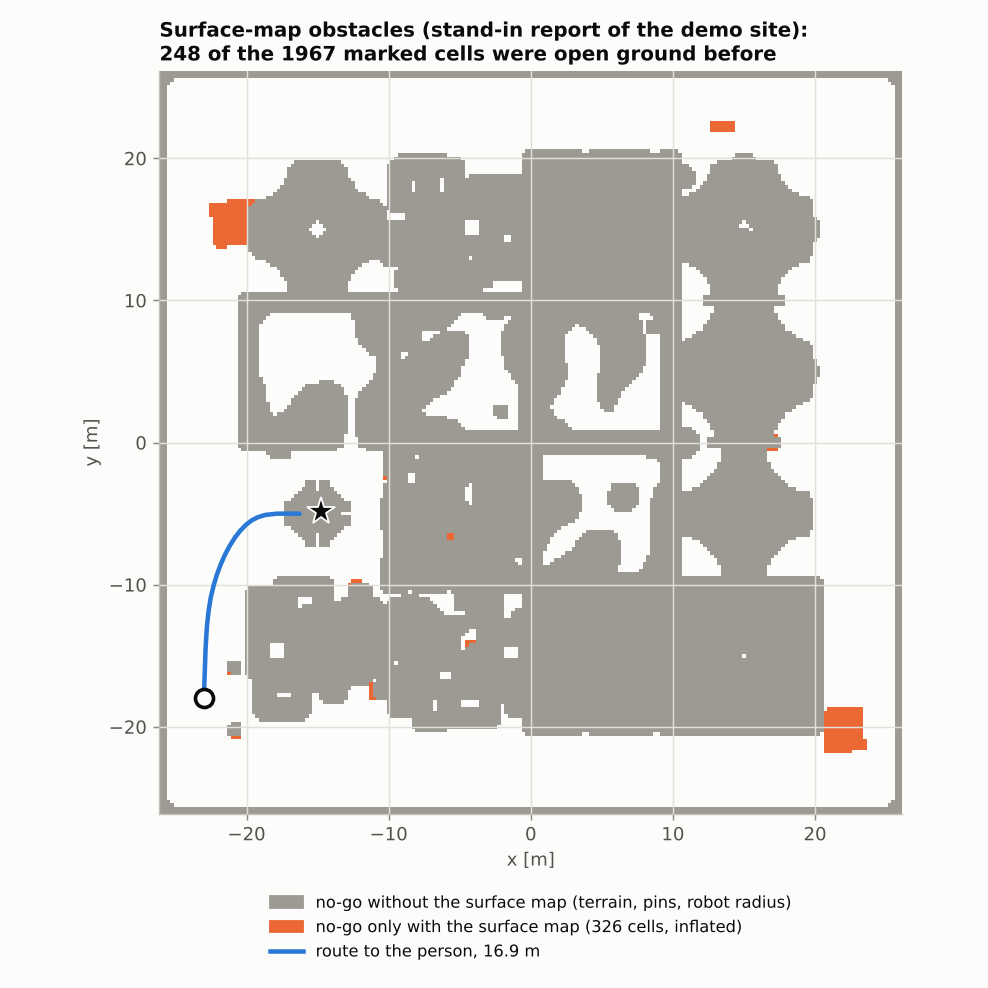 Surface-map obstacles (stand-in report of the demo site):
248 of the 1967 marked cells were open ground before
20
10
0
−10
−20
y [m]
−20 −10 0 10 20
x [m]
no-go without the surface map (terrain, pins, robot radius)
no-go only with the surface map (326 cells, inflated)
route to the person, 16.9 m